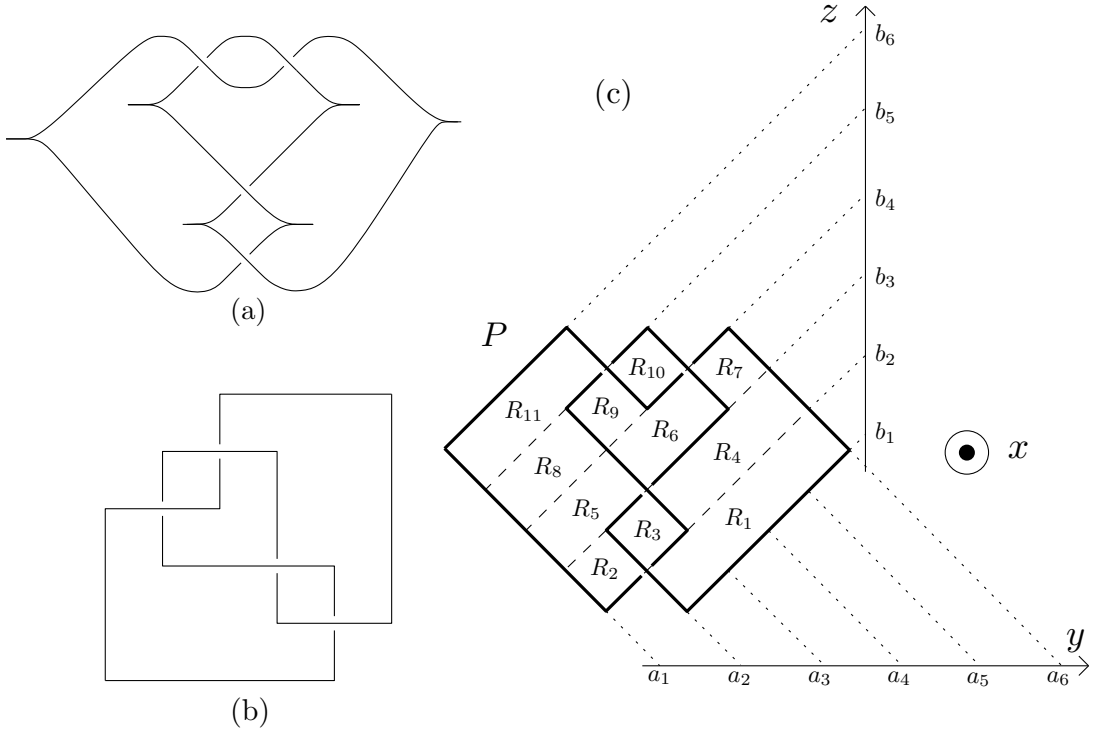 (a)
(b)
(c)
z
b₆
b₅
b₄
b₃
b₂
b₁
P
R₁₀
R₇
R₁₁
R₉
R₆
R₈
R₄
R₅
R₃
R₁
R₂
x
y
a₁ a₂ a₃ a₄ a₅ a₆